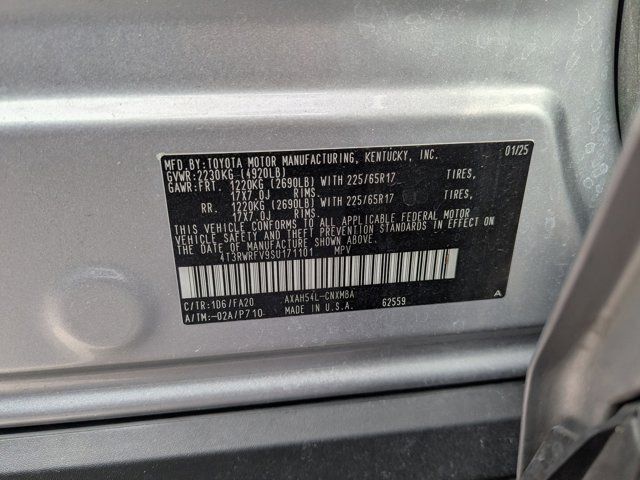 MFD. BY: TOYOTA MOTOR MANUFACTURING, KENTUCKY, INC. 01/25
GVWR: 2230KG (4920LB)
GAWR: FRT. 1220KG (2690LB) WITH 225/65R17 TIRES,
17X7.0J RIMS.
RR. 1220KG (2690LB) WITH 225/65R17 TIRES,
17X7.0J RIMS.
THIS VEHICLE CONFORMS TO ALL APPLICABLE FEDERAL MOTOR
VEHICLE SAFETY AND THEFT PREVENTION STANDARDS IN EFFECT
ON THE DATE OF MANUFACTURE SHOWN ABOVE.
4T3RWRFV9SU171101 MPV
C/TR: 1D6/FA20 AXAH54L-CNXMBA 62559 A
A/TM: -02A/P710 MADE IN U.S.A.